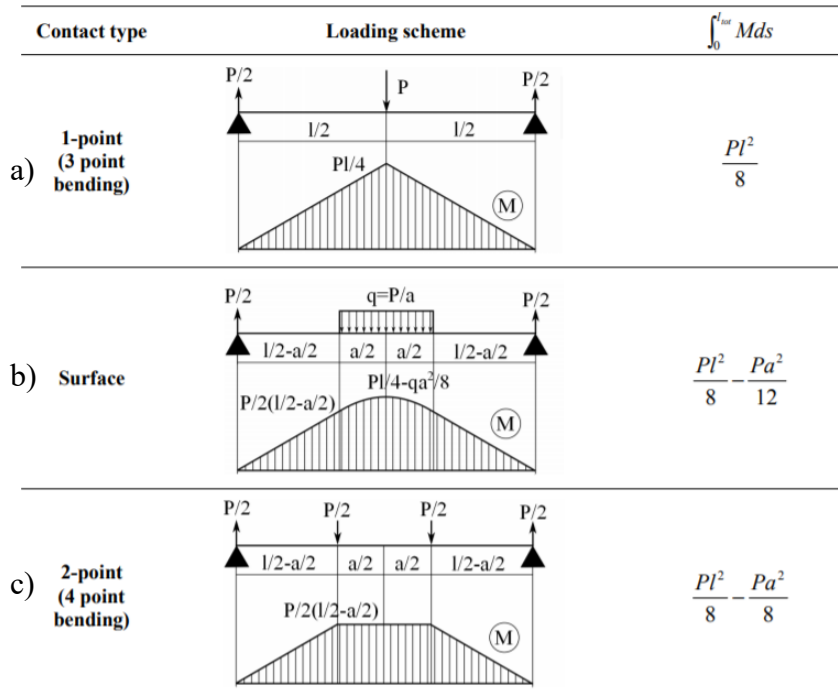 Contact type Loading scheme ∫₀^{l_tot} Mds
P/2 P P/2
l/2 l/2
a) 1-point (3 point bending)
Pl/4
M
Pl²/8
P/2 q=P/a P/2
l/2-a/2 a/2 a/2 l/2-a/2
b) Surface
Pl/4-qa²/8
P/2(l/2-a/2)
M
Pl²/8 − Pa²/12
P/2 P/2 P/2 P/2
l/2-a/2 a/2 a/2 l/2-a/2
c) 2-point (4 point bending)
P/2(l/2-a/2)
M
Pl²/8 − Pa²/8